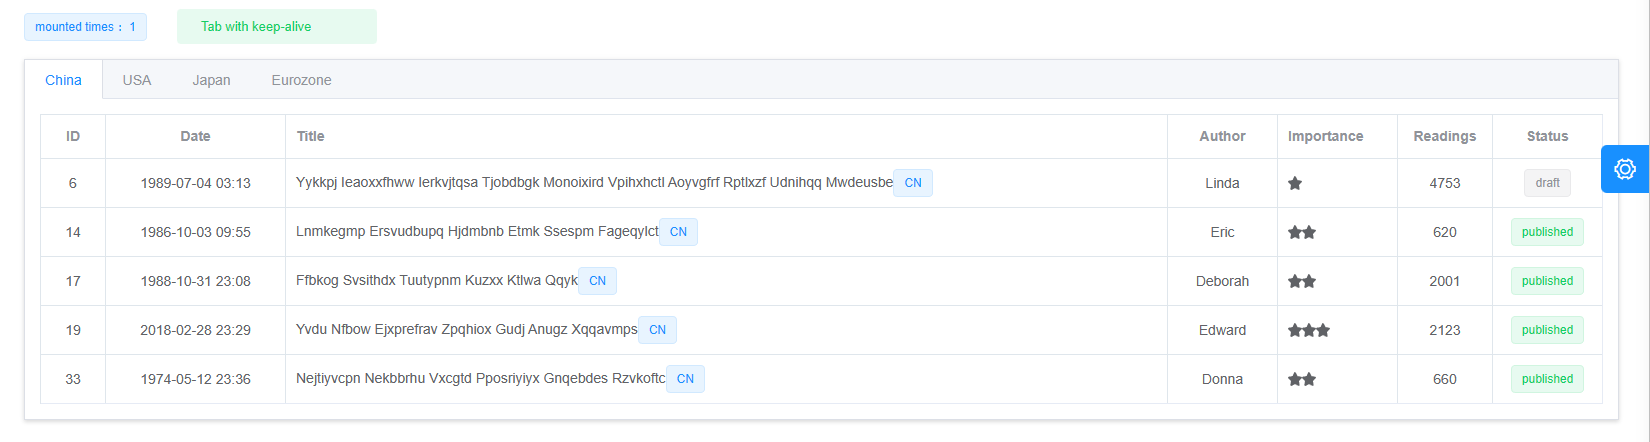 mounted times： 1 Tab with keep-alive
China USA Japan Eurozone
ID Date Title Author Importance Readings Status
6 1989-07-04 03:13 Yykkpj Ieaoxxfhww Ierkvjtqsa Tjobdbgk Monoixird Vpihxhctl Aoyvgfrf Rptlxzf Udnihqq Mwdeusbe CN Linda 4753 draft
14 1986-10-03 09:55 Lnmkegmp Ersvudbupq Hjdmbnb Etmk Ssespm Fageqylct CN Eric 620 published
17 1988-10-31 23:08 Ffbkog Svsithdx Tuutypnm Kuzxx Ktlwa Qqyk CN Deborah 2001 published
19 2018-02-28 23:29 Yvdu Nfbow Ejxprefrav Zpqhiox Gudj Anugz Xqqavmps CN Edward 2123 published
33 1974-05-12 23:36 Nejtiyvcpn Nekbbrhu Vxcgtd Pposriyiyx Gnqebdes Rzvkoftc CN Donna 660 published